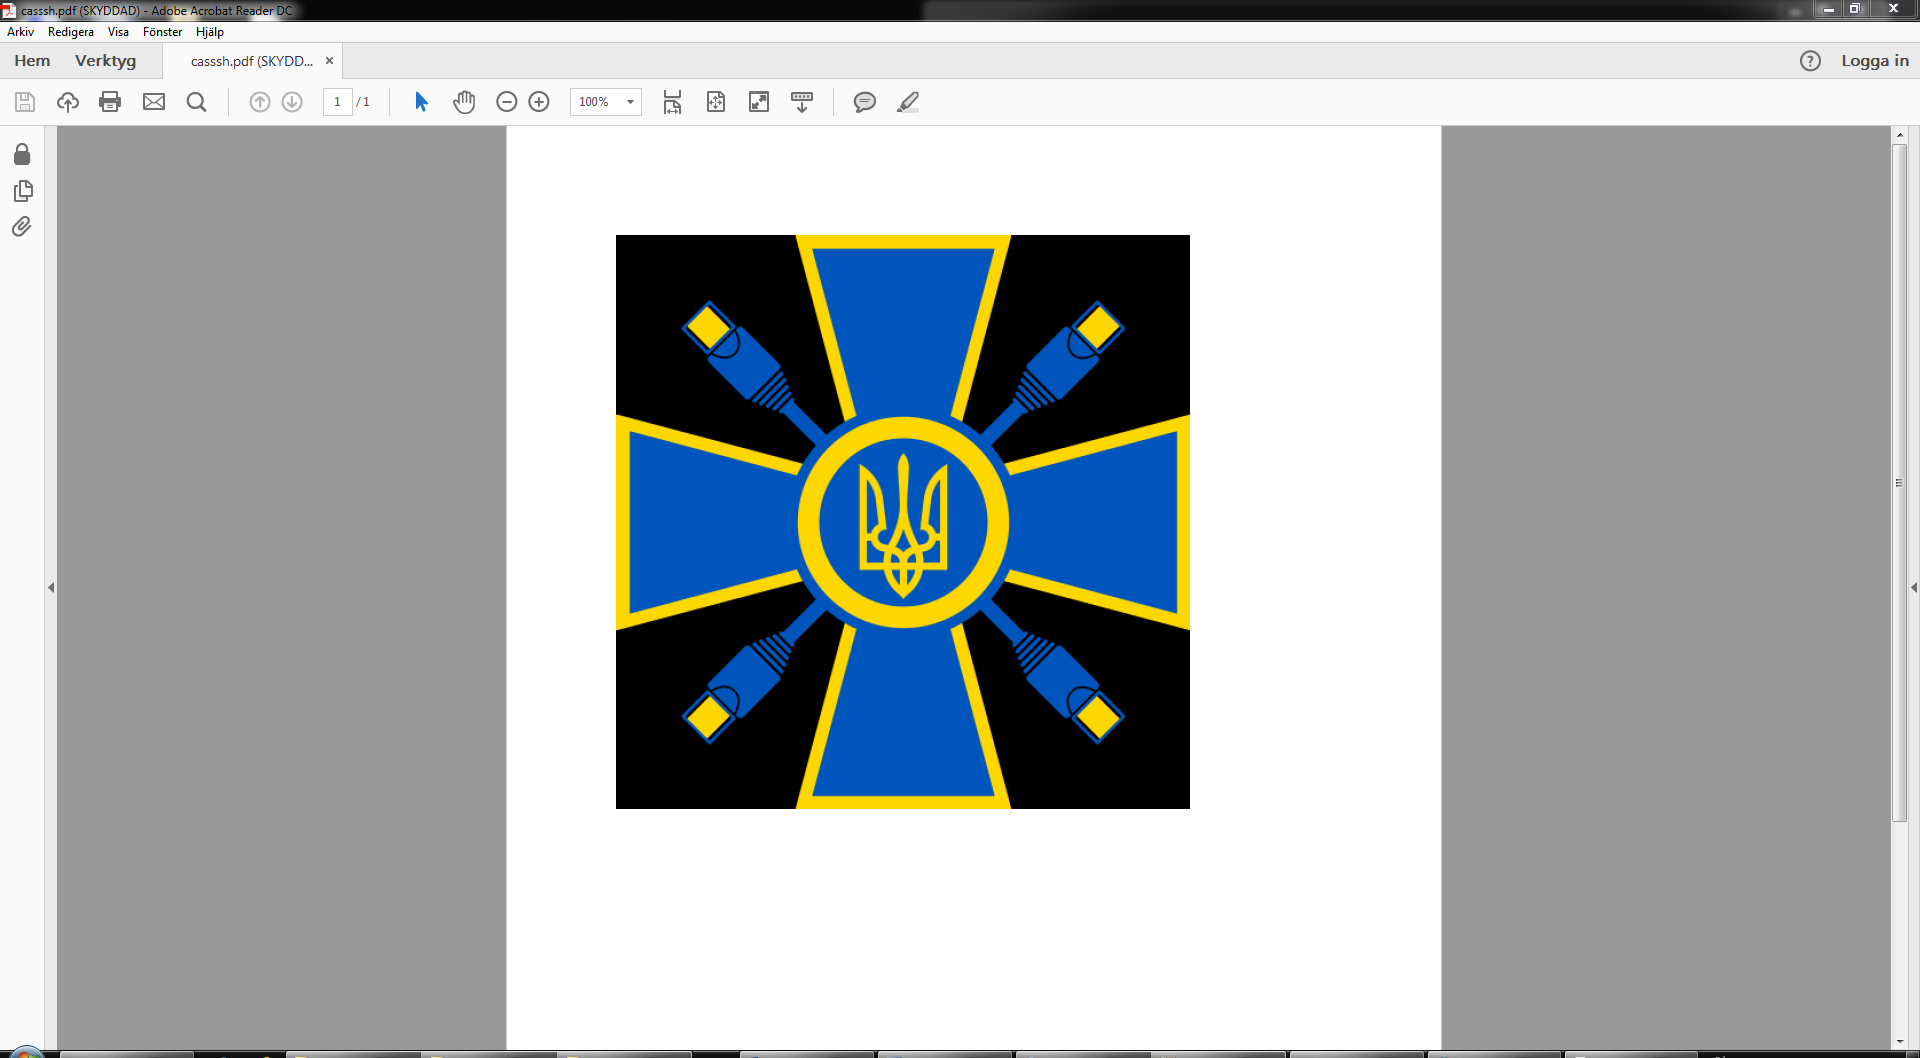 casssh.pdf (SKYDDAD) - Adobe Acrobat Reader DC
Arkiv Redigera Visa Fönster Hjälp
Hem Verktyg casssh.pdf (SKYDD... × ? Logga in
1 / 1 100%